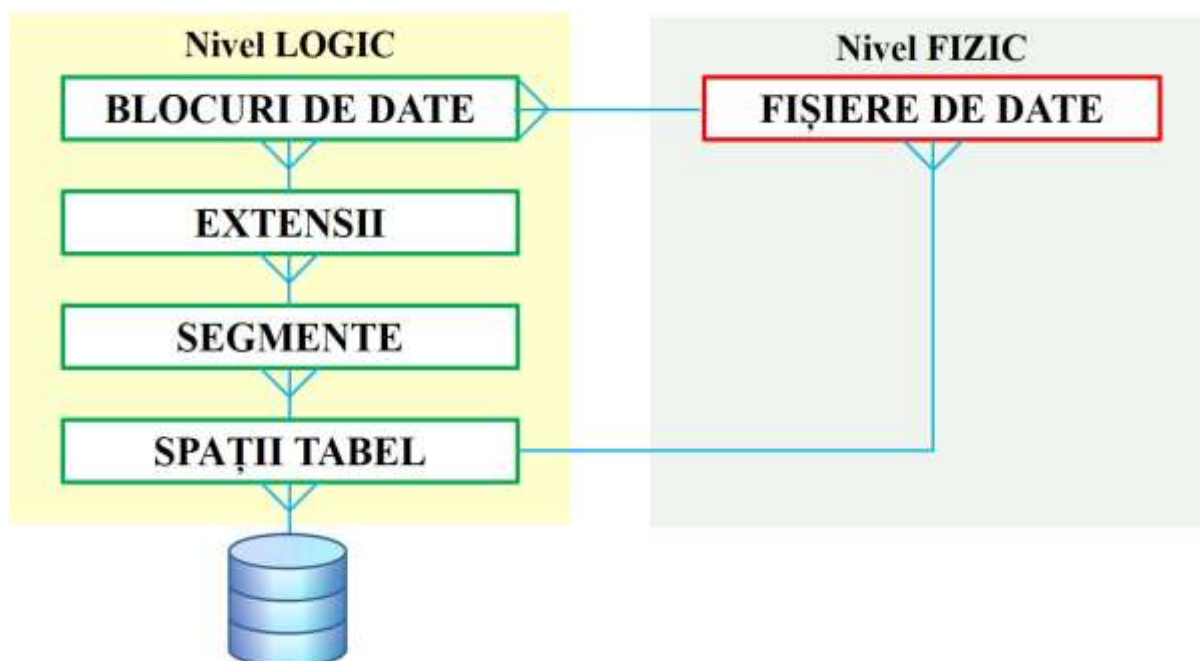 Nivel LOGIC
BLOCURI DE DATE
EXTENSII
SEGMENTE
SPAȚII TABEL
Nivel FIZIC
FIȘIERE DE DATE